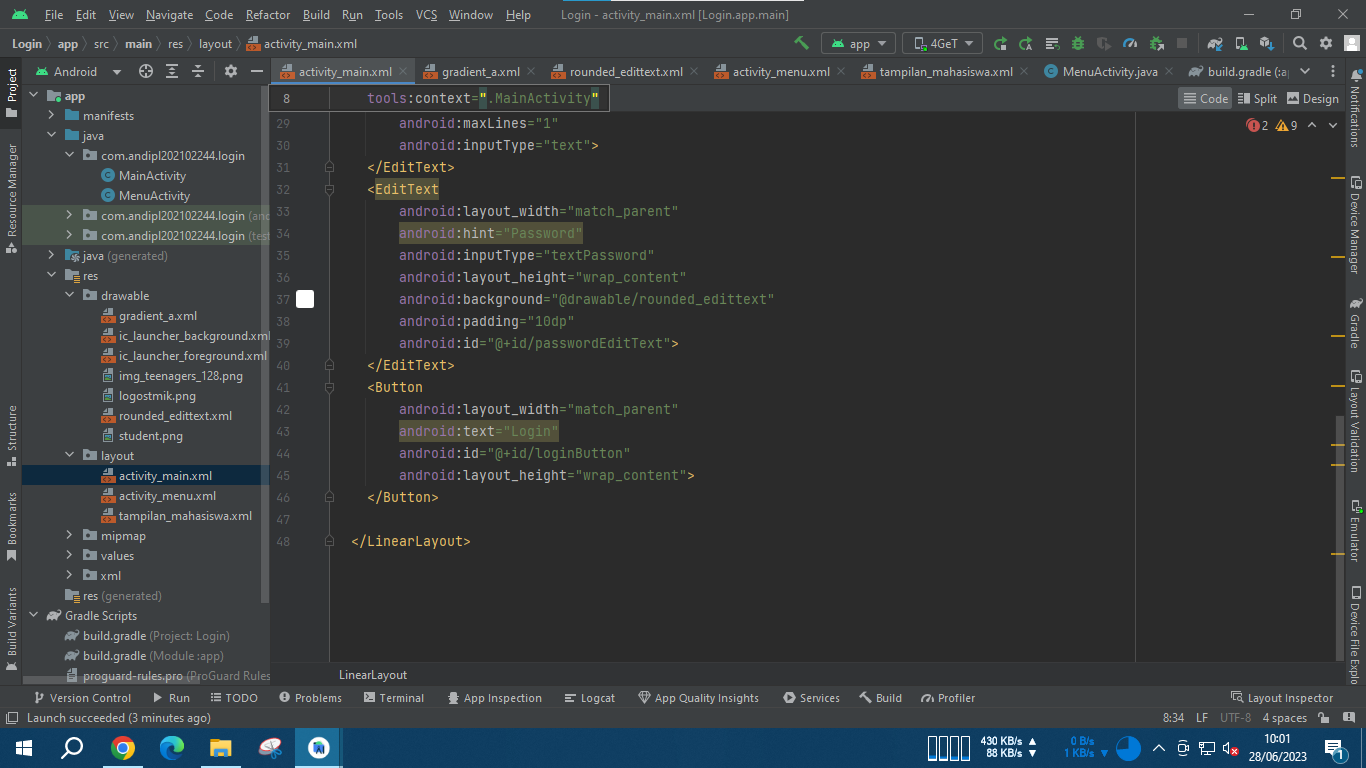 File Edit View Navigate Code Refactor Build Run Tools VCS Window Help Login - activity_main.xml [Login.app.main]
Login app src main res layout activity_main.xml app 4GeT
Project
Android
activity_main.xml gradient_a.xml rounded_edittext.xml activity_menu.xml tampilan_mahasiswa.xml MenuActivity.java build.gradle (:a
Code Split Design
2 9
app
manifests
java
com.andipl202102244.login
MainActivity
MenuActivity
com.andipl202102244.login (and
com.andipl202102244.login (test
java (generated)
res
drawable
gradient_a.xml
ic_launcher_background.xml
ic_launcher_foreground.xml
img_teenagers_128.png
logostmik.png
rounded_edittext.xml
student.png
layout
activity_main.xml
activity_menu.xml
tampilan_mahasiswa.xml
mipmap
values
xml
res (generated)
Gradle Scripts
build.gradle (Project: Login)
build.gradle (Module :app)
proguard-rules.pro (ProGuard Rules
Resource Manager
Structure
Bookmarks
Build Variants
8 tools:context=".MainActivity"
29 android:maxLines="1"
30 android:inputType="text">
31 </EditText>
32 <EditText
33 android:layout_width="match_parent"
34 android:hint="Password"
35 android:inputType="textPassword"
36 android:layout_height="wrap_content"
37 android:background="@drawable/rounded_edittext"
38 android:padding="10dp"
39 android:id="@+id/passwordEditText">
40 </EditText>
41 <Button
42 android:layout_width="match_parent"
43 android:text="Login"
44 android:id="@+id/loginButton"
45 android:layout_height="wrap_content">
46 </Button>
47
48 </LinearLayout>
Notifications
Device Manager
Gradle
Layout Validation
Emulator
Device File Explo
LinearLayout
Version Control Run TODO Problems Terminal App Inspection Logcat App Quality Insights Services Build Profiler Layout Inspector
Launch succeeded (3 minutes ago) 8:34 LF UTF-8 4 spaces
430 KB/s
88 KB/s
0 B/s
1 KB/s
10:01
28/06/2023
1